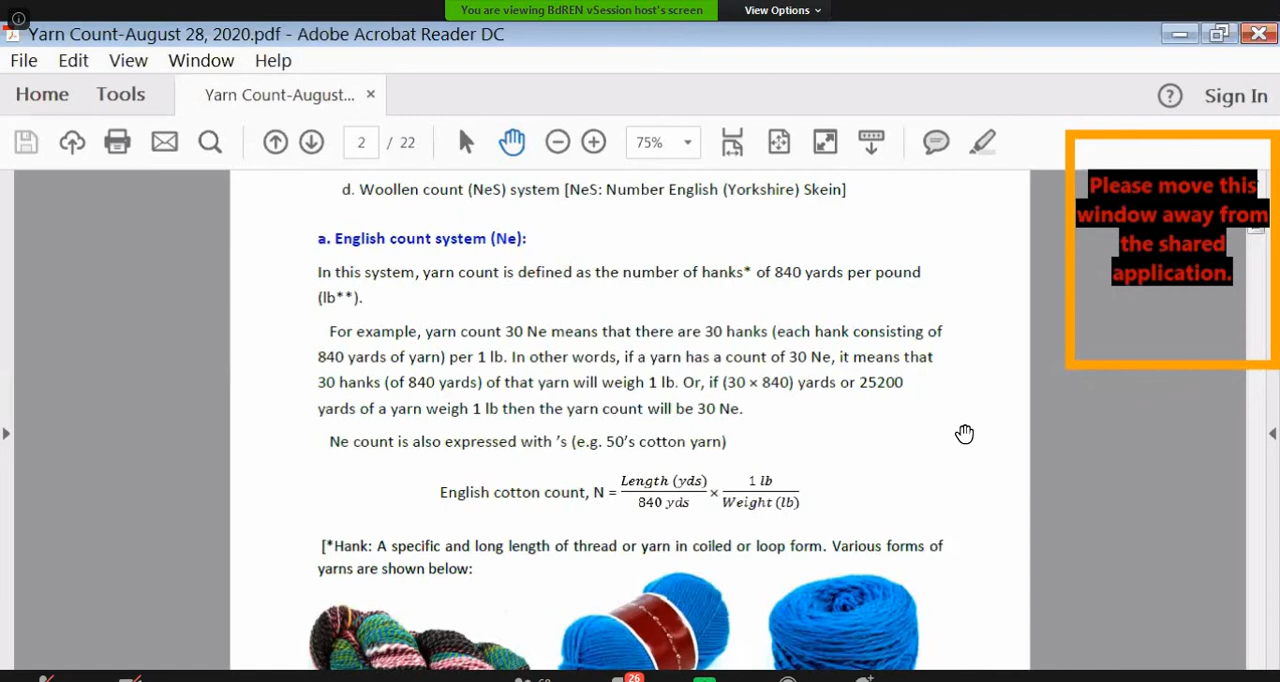 You are viewing BdREN vSession host's screen
View Options
Yarn Count-August 28, 2020.pdf - Adobe Acrobat Reader DC
File Edit View Window Help
Home Tools Yarn Count-August... × Sign In
2 / 22 75%
Please move this
window away from
the shared
application.
d. Woollen count (NeS) system [NeS: Number English (Yorkshire) Skein]
a. English count system (Ne):
In this system, yarn count is defined as the number of hanks* of 840 yards per pound
(lb**).
For example, yarn count 30 Ne means that there are 30 hanks (each hank consisting of
840 yards of yarn) per 1 lb. In other words, if a yarn has a count of 30 Ne, it means that
30 hanks (of 840 yards) of that yarn will weigh 1 lb. Or, if (30 × 840) yards or 25200
yards of a yarn weigh 1 lb then the yarn count will be 30 Ne.
Ne count is also expressed with 's (e.g. 50's cotton yarn)
English cotton count, N = Length (yds) / 840 yds × 1 lb / Weight (lb)
[*Hank: A specific and long length of thread or yarn in coiled or loop form. Various forms of
yarns are shown below:
26